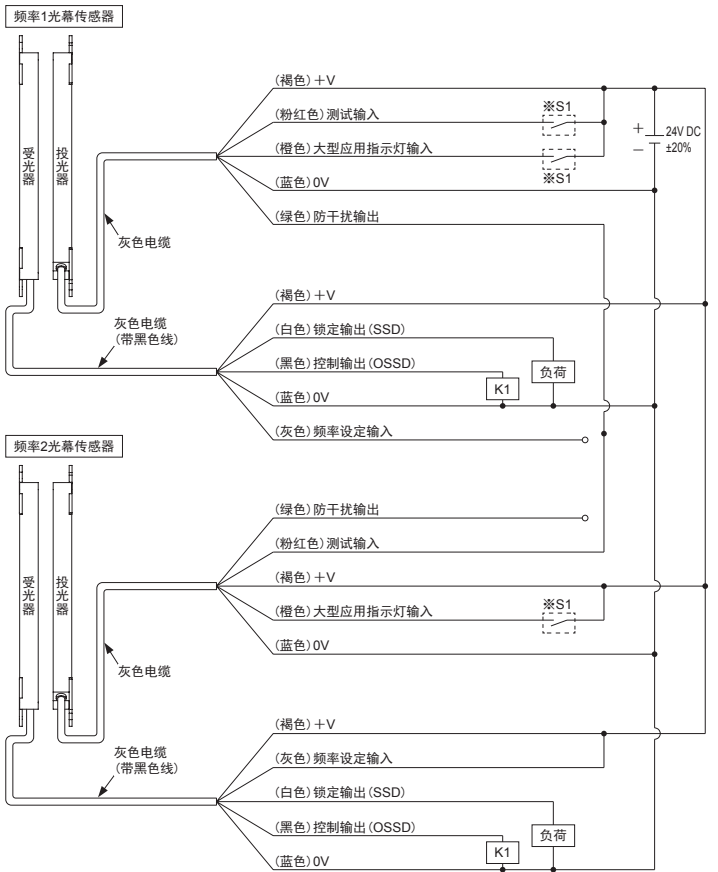 频率1光幕传感器
受光器
投光器
(褐色)＋V
(粉红色)测试输入
※S1
(橙色)大型应用指示灯输入
※S1
(蓝色)0V
(绿色)防干扰输出
＋
－
24V DC
±20%
灰色电缆
(褐色)＋V
灰色电缆
(带黑色线)
(白色)锁定输出(SSD)
(黑色)控制输出(OSSD)
K1
负荷
(蓝色)0V
(灰色)频率设定输入
频率2光幕传感器
受光器
投光器
(绿色)防干扰输出
(粉红色)测试输入
(褐色)＋V
(橙色)大型应用指示灯输入
※S1
(蓝色)0V
灰色电缆
(褐色)＋V
灰色电缆
(带黑色线)
(灰色)频率设定输入
(白色)锁定输出(SSD)
(黑色)控制输出(OSSD)
K1
负荷
(蓝色)0V